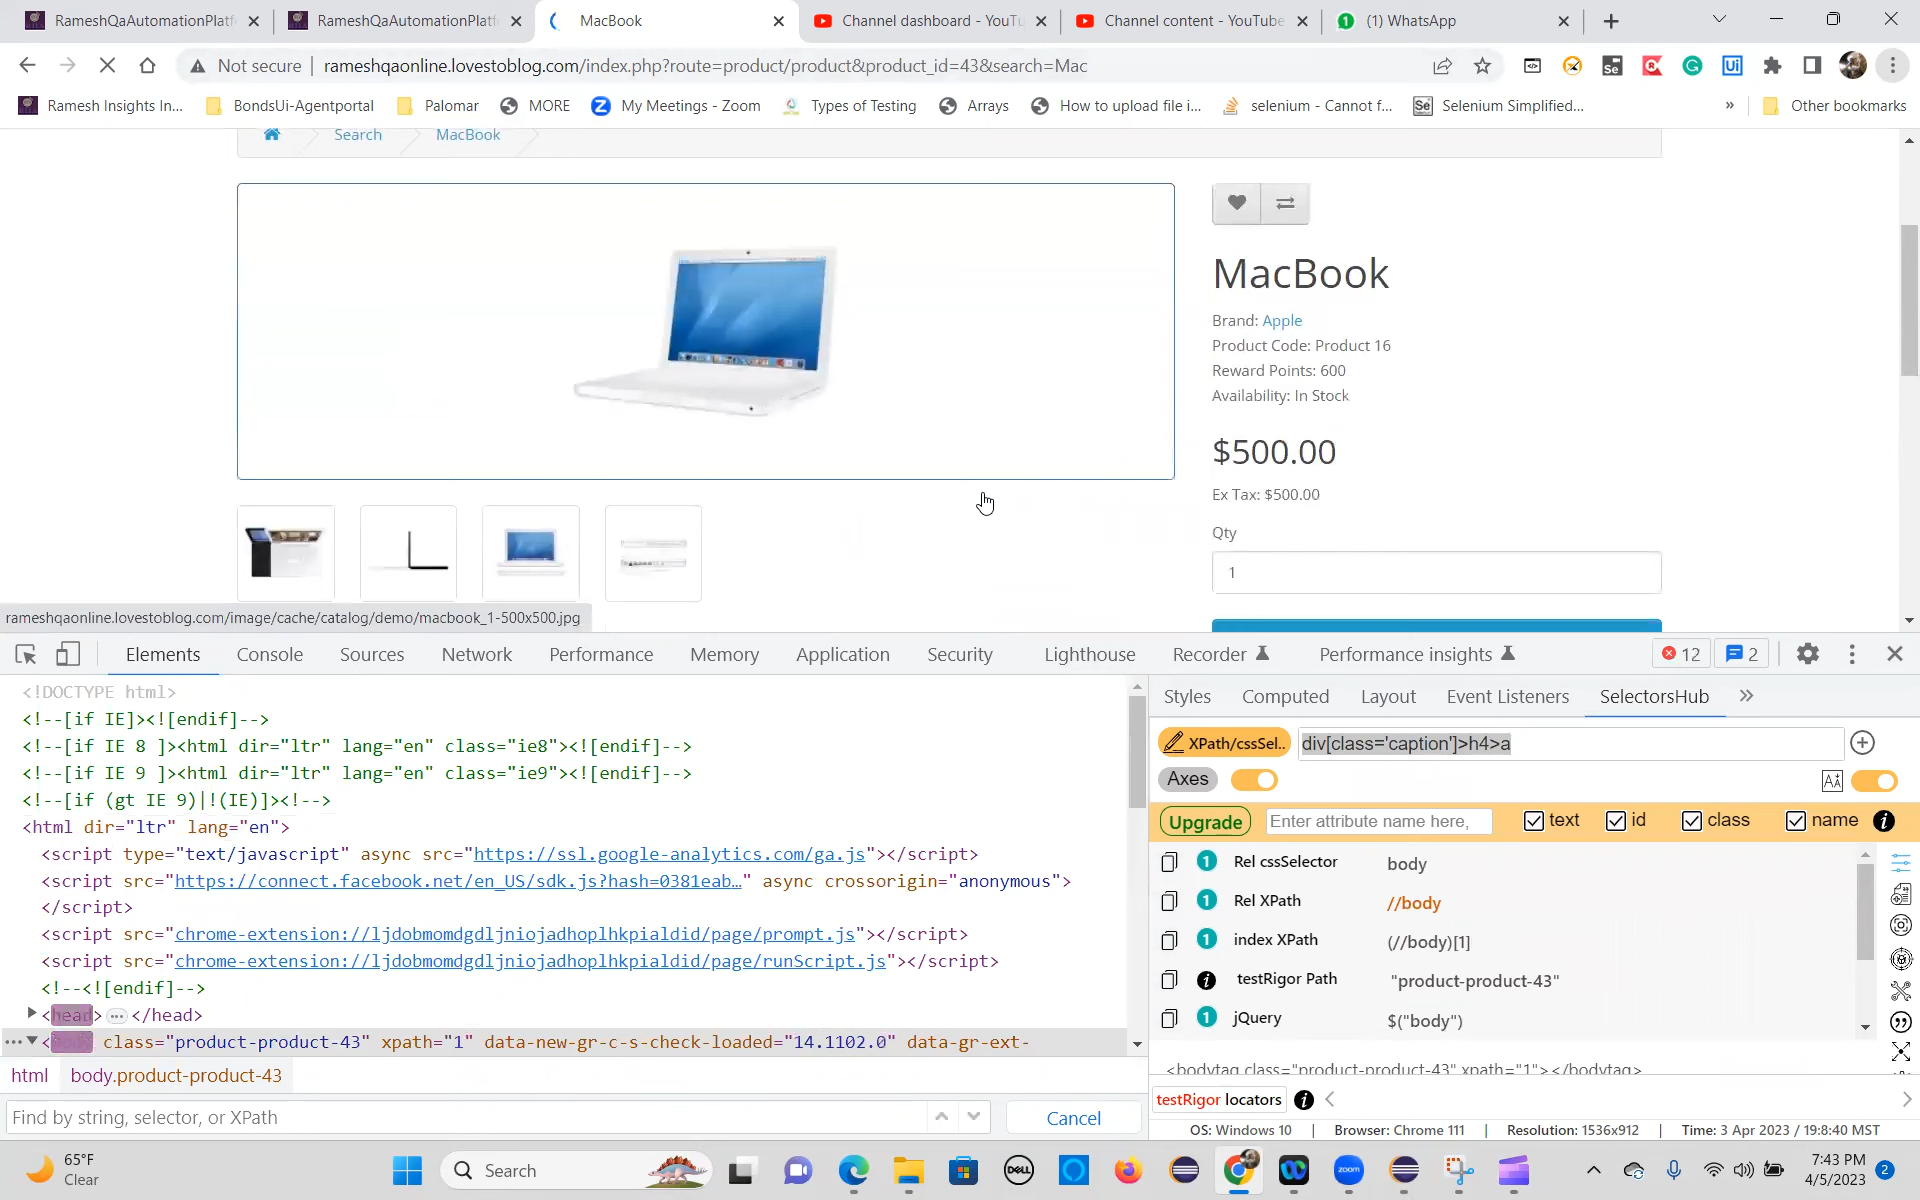 RameshQaAutomationPlatf
RameshQaAutomationPlatf
MacBook
Channel dashboard - YouTu
Channel content - YouTube
(1) WhatsApp
Not secure
rameshqaonline.lovestoblog.com/index.php?route=product/product&product_id=43&search=Mac
Ramesh Insights In...
BondsUi-Agentportal
Palomar
MORE
My Meetings - Zoom
Types of Testing
Arrays
How to upload file i...
selenium - Cannot f...
Selenium Simplified...
»
Other bookmarks
Search
MacBook
MacBook
Brand: Apple
Product Code: Product 16
Reward Points: 600
Availability: In Stock
$500.00
Ex Tax: $500.00
Qty
1
rameshqaonline.lovestoblog.com/image/cache/catalog/demo/macbook_1-500x500.jpg
Elements
Console
Sources
Network
Performance
Memory
Application
Security
Lighthouse
Recorder
Performance insights
12
2
<!DOCTYPE html>
<!--[if IE]><![endif]-->
<!--[if IE 8 ]><html dir="ltr" lang="en" class="ie8"><![endif]-->
<!--[if IE 9 ]><html dir="ltr" lang="en" class="ie9"><![endif]-->
<!--[if (gt IE 9)|!(IE)]><!-->
<html dir="ltr" lang="en">
<script type="text/javascript" async src="https://ssl.google-analytics.com/ga.js"></script>
<script src="https://connect.facebook.net/en_US/sdk.js?hash=0381eab…" async crossorigin="anonymous">
</script>
<script src="chrome-extension://ljdobmomdgdljniojadhoplhkpialdid/page/prompt.js"></script>
<script src="chrome-extension://ljdobmomdgdljniojadhoplhkpialdid/page/runScript.js"></script>
<!--<![endif]-->
<head>…</head>
class="product-product-43" xpath="1" data-new-gr-c-s-check-loaded="14.1102.0" data-gr-ext-
html
body.product-product-43
Find by string, selector, or XPath
Cancel
Styles
Computed
Layout
Event Listeners
SelectorsHub
»
XPath/cssSel..
div[class='caption']>h4>a
Axes
Upgrade
Enter attribute name here,
text
id
class
name
1 Rel cssSelector body
1 Rel XPath //body
1 index XPath (//body)[1]
testRigor Path "product-product-43"
1 jQuery $("body")
<bodytag class="product-product-43" xpath="1"></bodytag>
testRigor locators
OS: Windows 10 | Browser: Chrome 111 | Resolution: 1536x912 | Time: 3 Apr 2023 / 19:8:40 MST
65°F
Clear
Search
DELL
zoom
7:43 PM
4/5/2023
2